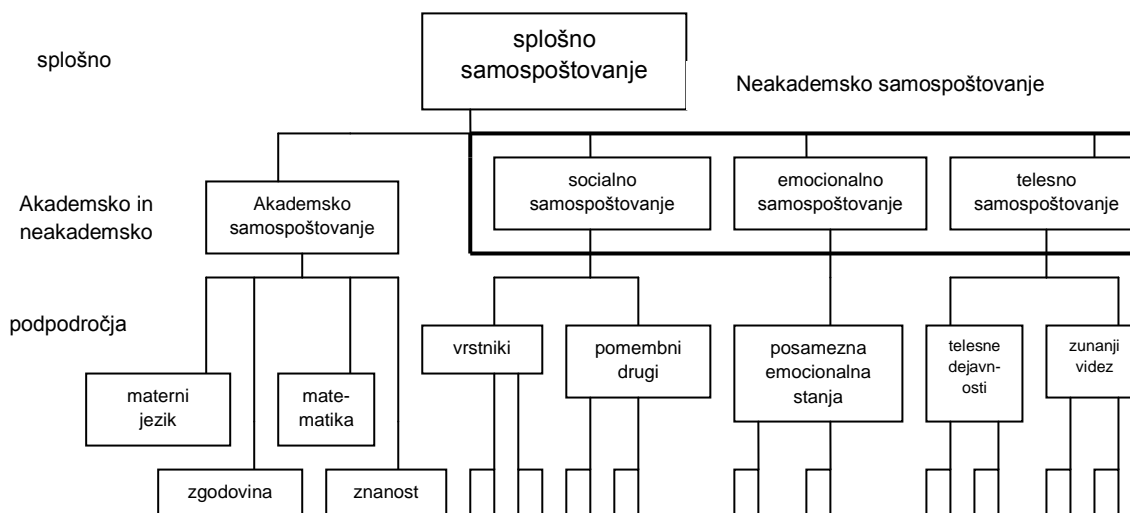 splošno
splošno
samospoštovanje
Neakademsko samospoštovanje
Akademsko in
neakademsko
Akademsko
samospoštovanje
socialno
samospoštovanje
emocionalno
samospoštovanje
telesno
samospoštovanje
podpodročja
vrstniki
pomembni
drugi
posamezna
emocionalna
stanja
telesne
dejavn-
osti
zunanji
videz
materni
jezik
mate-
matika
zgodovina
znanost